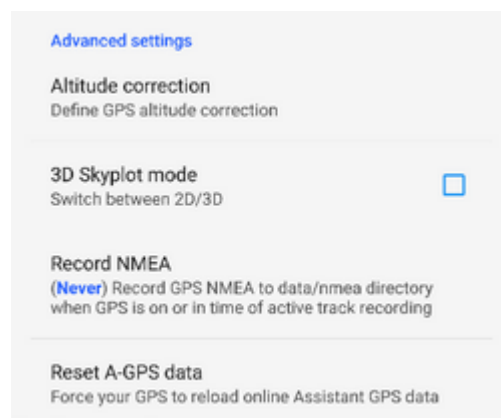 Advanced settings
Altitude correction
Define GPS altitude correction
3D Skyplot mode
Switch between 2D/3D
Record NMEA
(Never) Record GPS NMEA to data/nmea directory
when GPS is on or in time of active track recording
Reset A-GPS data
Force your GPS to reload online Assistant GPS data